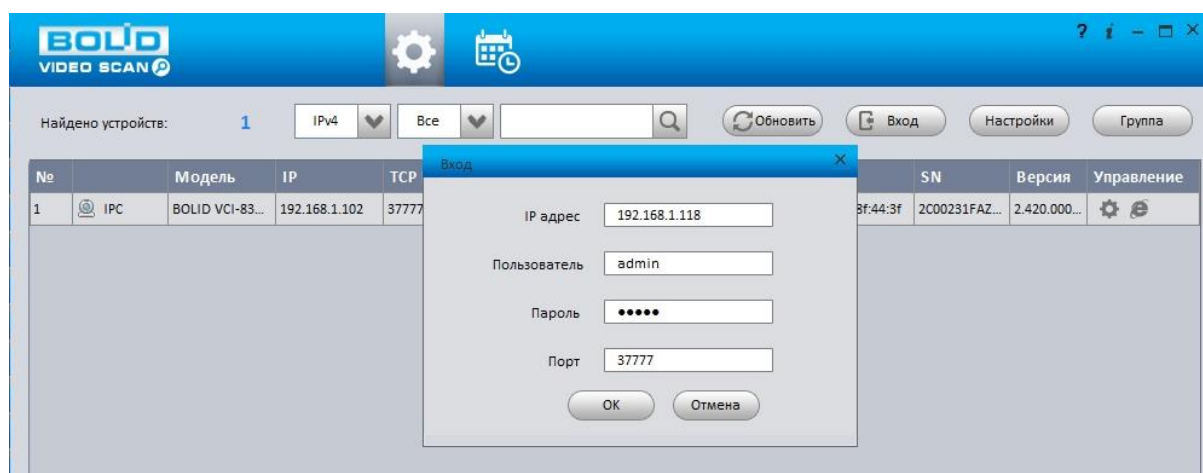 BOLID
VIDEO SCAN
? i
Найдено устройств: 1 IPv4 Все Обновить Вход Настройки Группа
Вход
№ Модель IP TCP SN Версия Управление
1 IPC BOLID VCI-83... 192.168.1.102 37777 3f:44:3f 2C00231FAZ... 2.420.000...
IP адрес 192.168.1.118
Пользователь admin
Пароль •••••
Порт 37777
OK Отмена